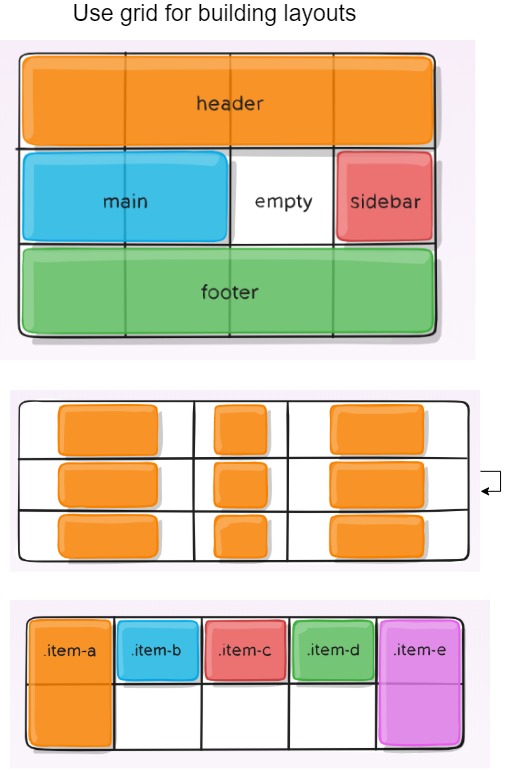 Use grid for building layouts
header
main empty sidebar
footer
.item-a .item-b .item-c .item-d .item-e